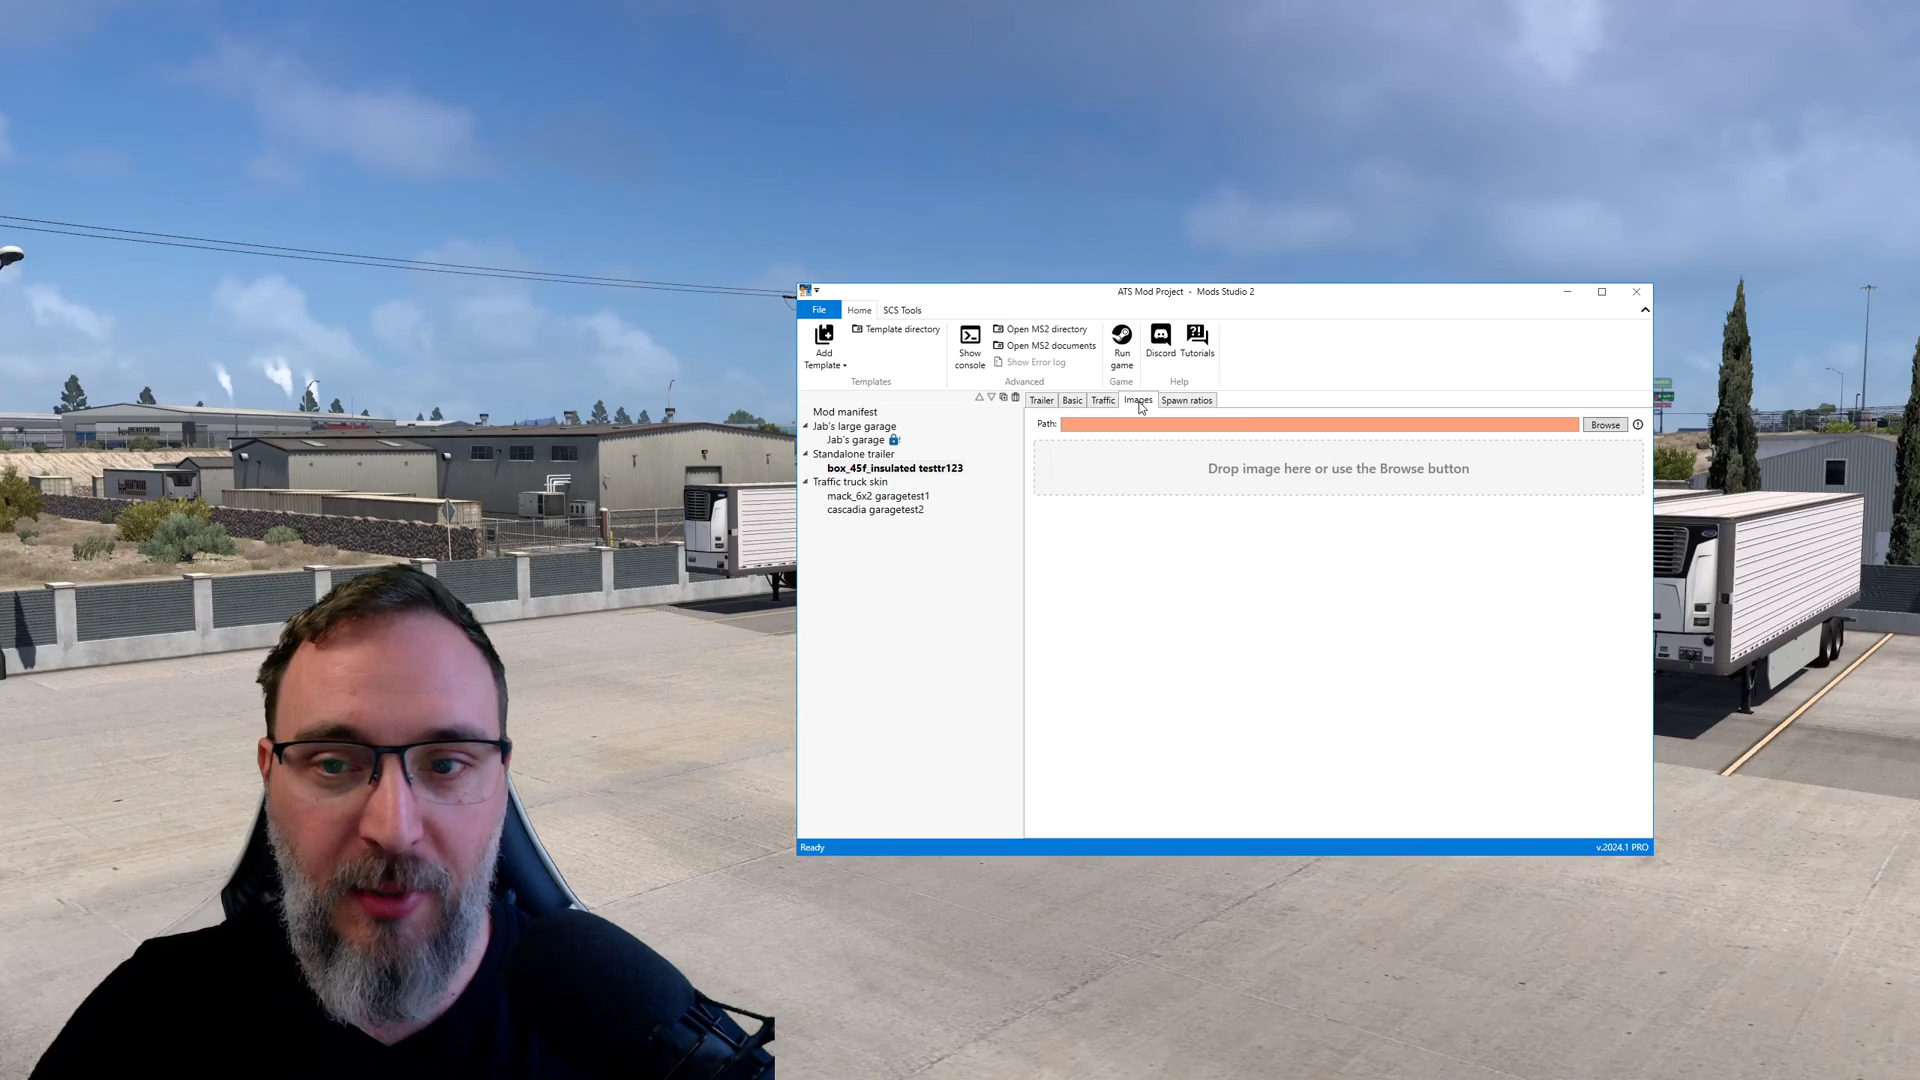 ATS Mod Project - Mods Studio 2
File Home SCS Tools
Add Template
Template directory
Templates
Show console
Open MS2 directory
Open MS2 documents
Show Error log
Advanced
Run game
Game
Discord
Tutorials
Help
Mod manifest
Jab's large garage
Jab's garage
Standalone trailer
box_45f_insulated testtr123
Traffic truck skin
mack_6x2 garagetest1
cascadia garagetest2
Trailer Basic Traffic Images Spawn ratios
Path: Browse
Drop image here or use the Browse button
Ready
v.2024.1 PRO
HEARTWOOD